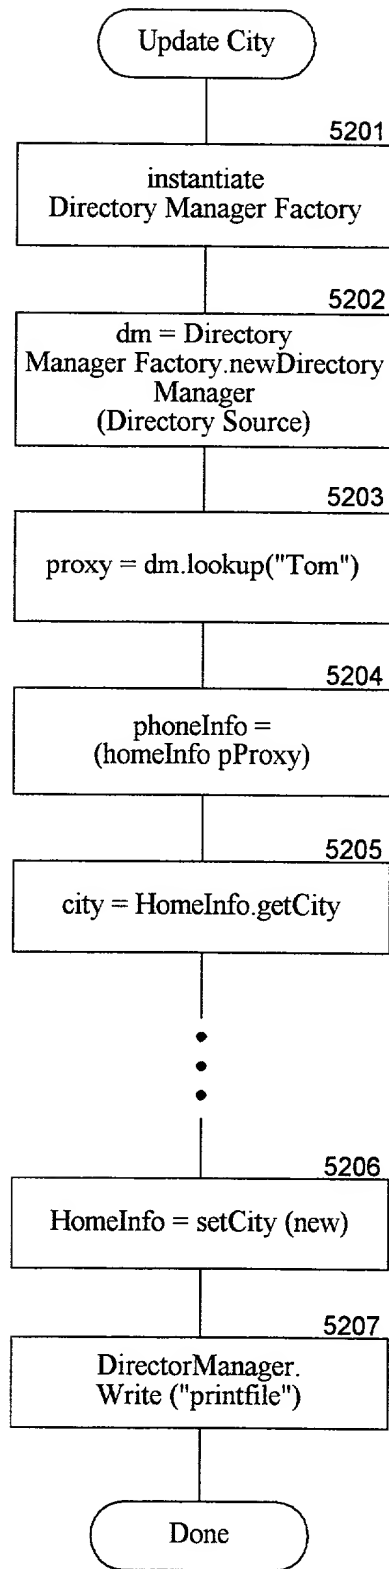 Update City
5201
instantiate
Directory Manager Factory
5202
dm = Directory
Manager Factory.newDirectory
Manager
(Directory Source)
5203
proxy = dm.lookup("Tom")
5204
phoneInfo =
(homeInfo pProxy)
5205
city = HomeInfo.getCity
5206
HomeInfo = setCity (new)
5207
DirectorManager.
Write ("printfile")
Done